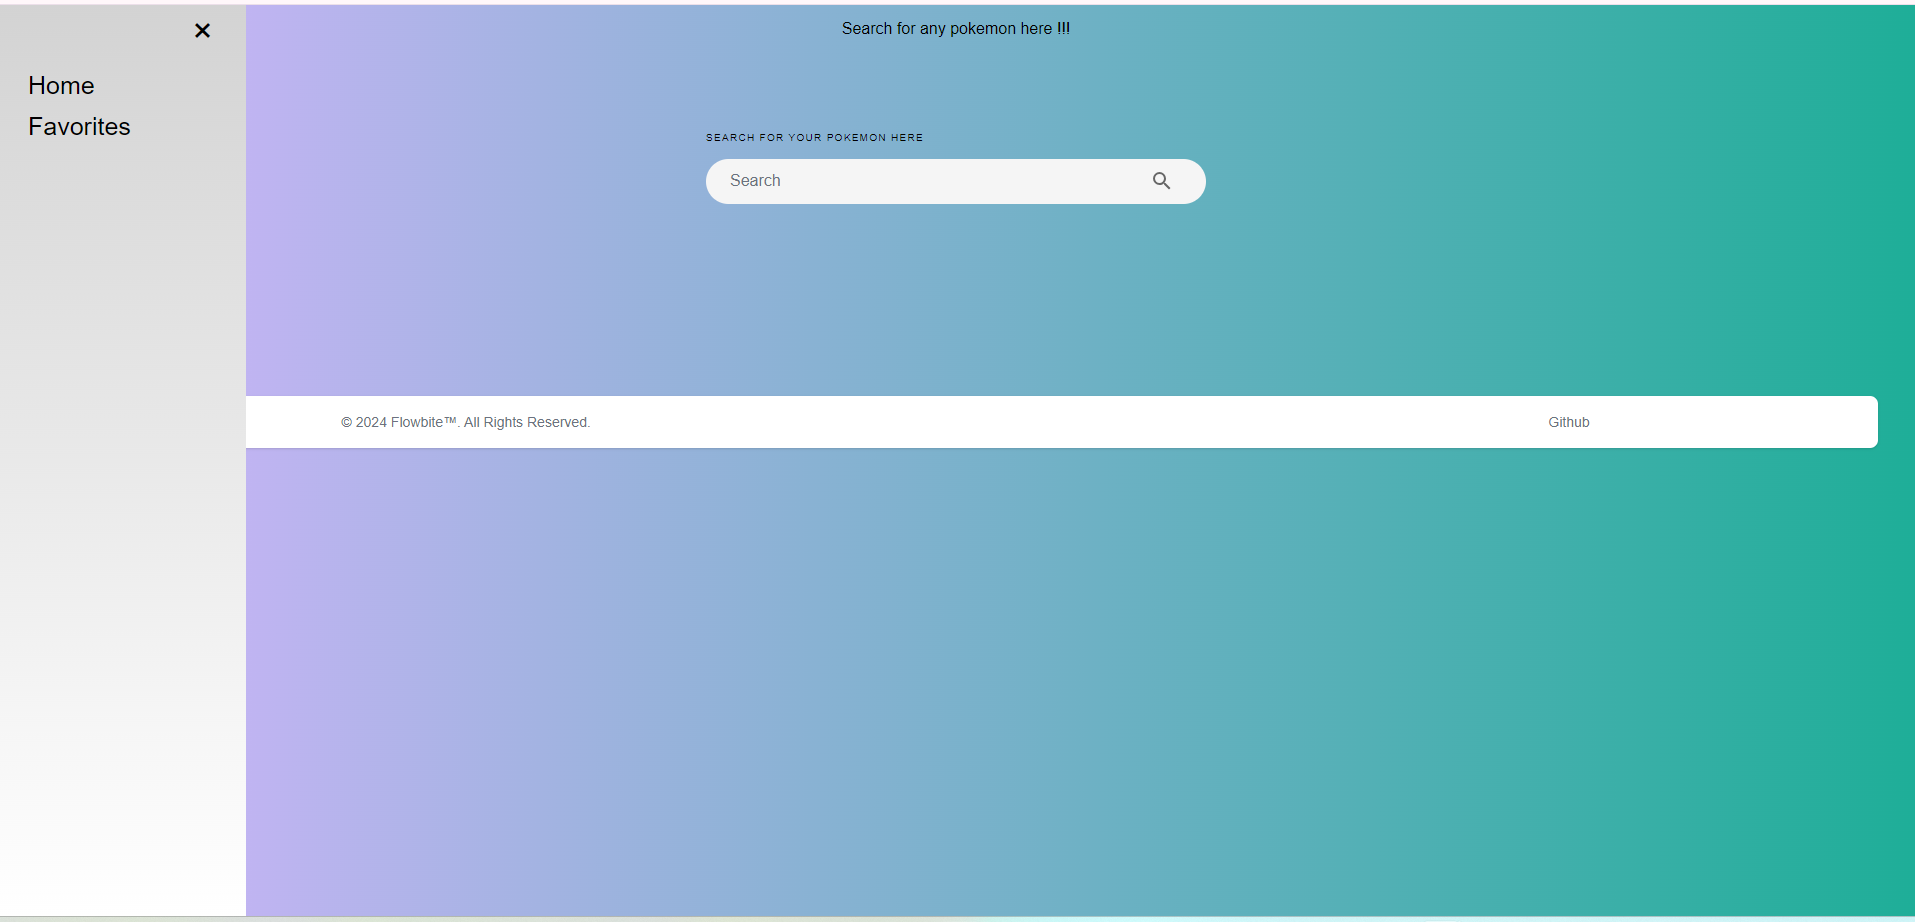 Search for any pokemon here !!!
Home
Favorites
SEARCH FOR YOUR POKEMON HERE
Search
© 2024 Flowbite™. All Rights Reserved.
Github